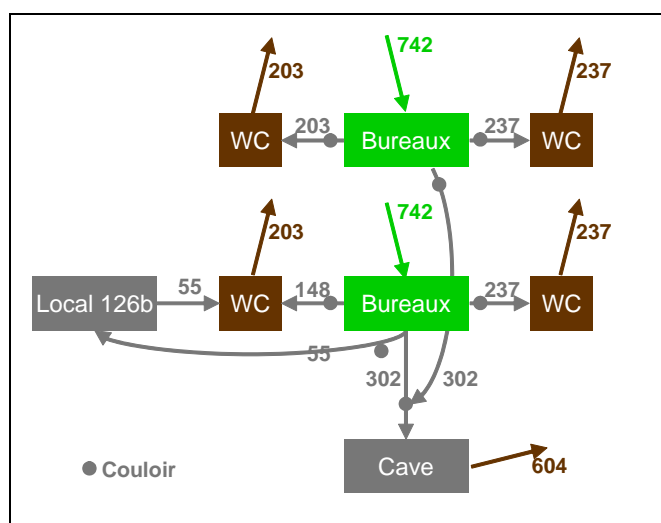 203
742
237
WC
203
Bureaux
237
WC
203
742
237
Local 126b
55
WC
148
Bureaux
237
WC
55
302
302
Couloir
Cave
604